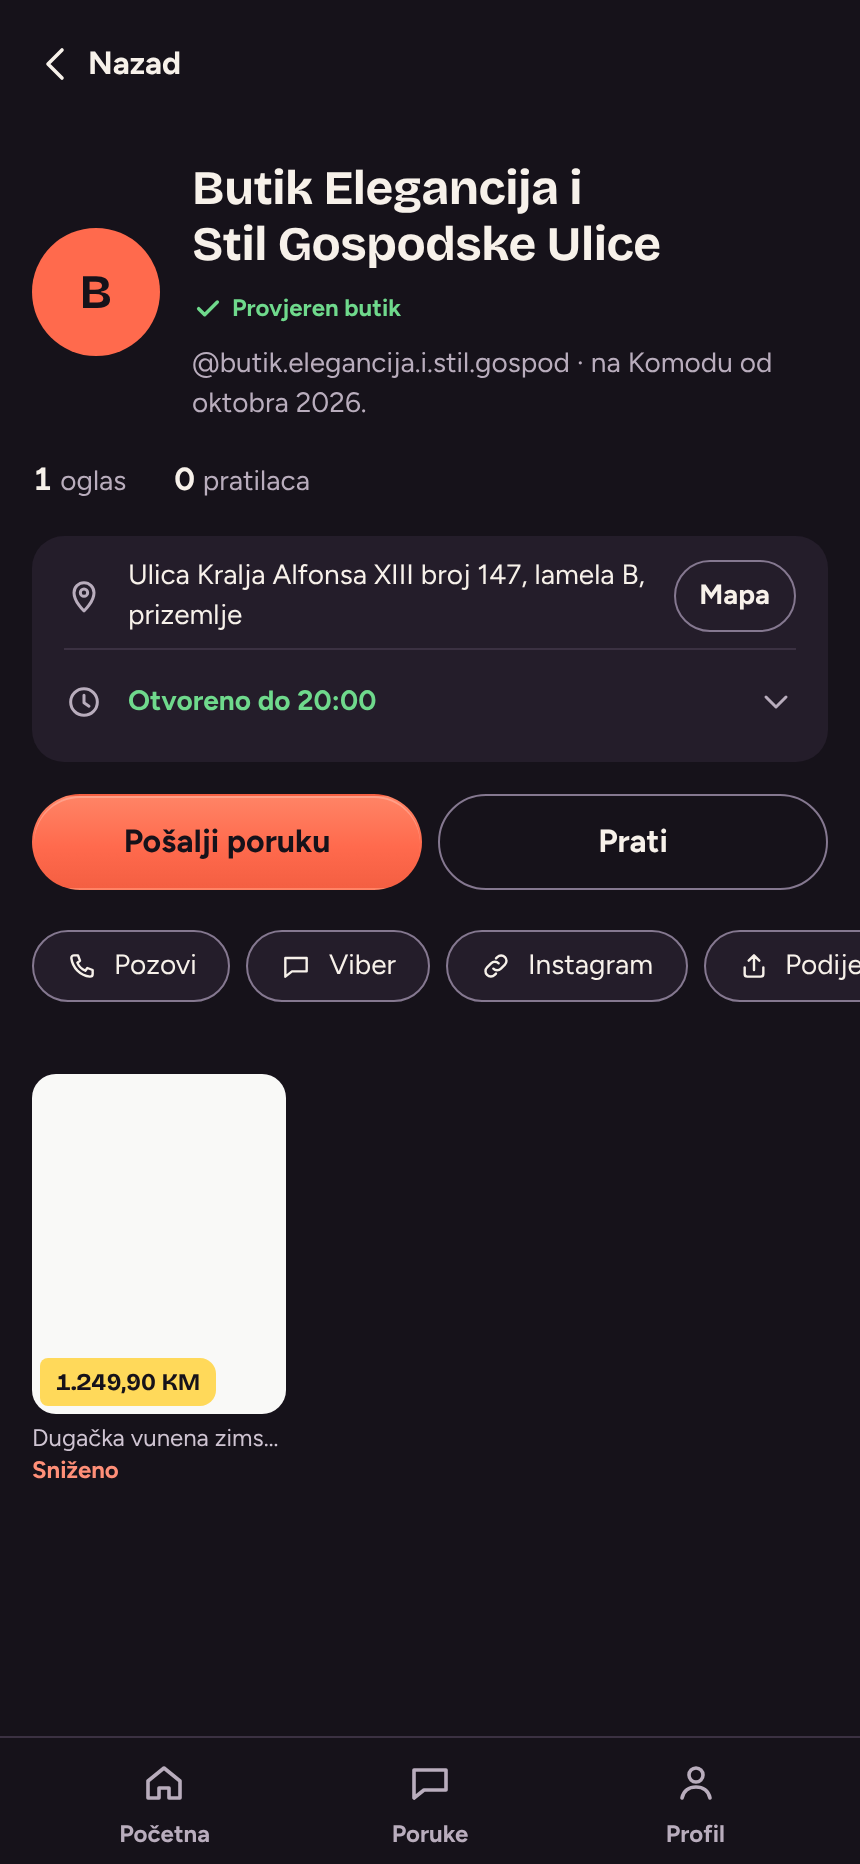 Nazad
Butik Elegancija i
Stil Gospodske Ulice
B
Provjeren butik
@butik.elegancija.i.stil.gospod · na Komodu od
oktobra 2026.
1 oglas 0 pratilaca
Ulica Kralja Alfonsa XIII broj 147, lamela B,
prizemlje
Mapa
Otvoreno do 20:00
Pošalji poruku
Prati
Pozovi
Viber
Instagram
Podije
1.249,90 KM
Dugačka vunena zims...
Sniženo
Početna
Poruke
Profil